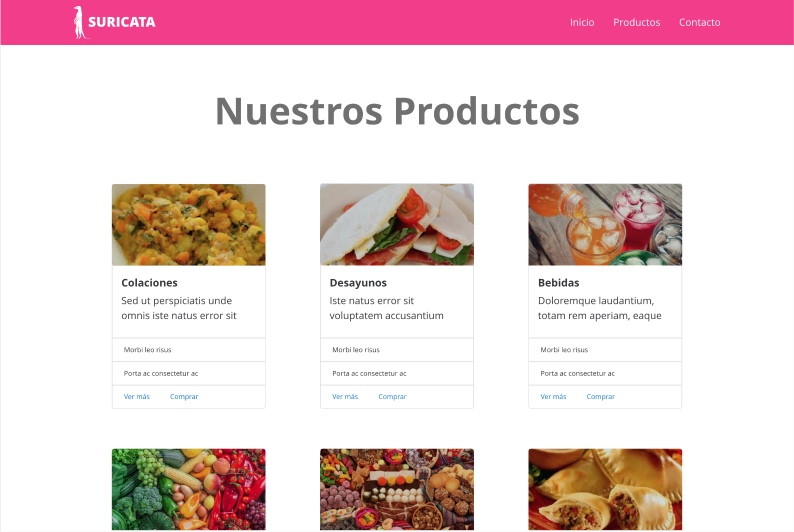 SURICATA
Inicio Productos Contacto
Nuestros Productos
Colaciones
Sed ut perspiciatis unde
omnis iste natus error sit
Morbi leo risus
Porta ac consectetur ac
Ver más Comprar
Desayunos
Iste natus error sit
voluptatem accusantium
Morbi leo risus
Porta ac consectetur ac
Ver más Comprar
Bebidas
Doloremque laudantium,
totam rem aperiam, eaque
Morbi leo risus
Porta ac consectetur ac
Ver más Comprar